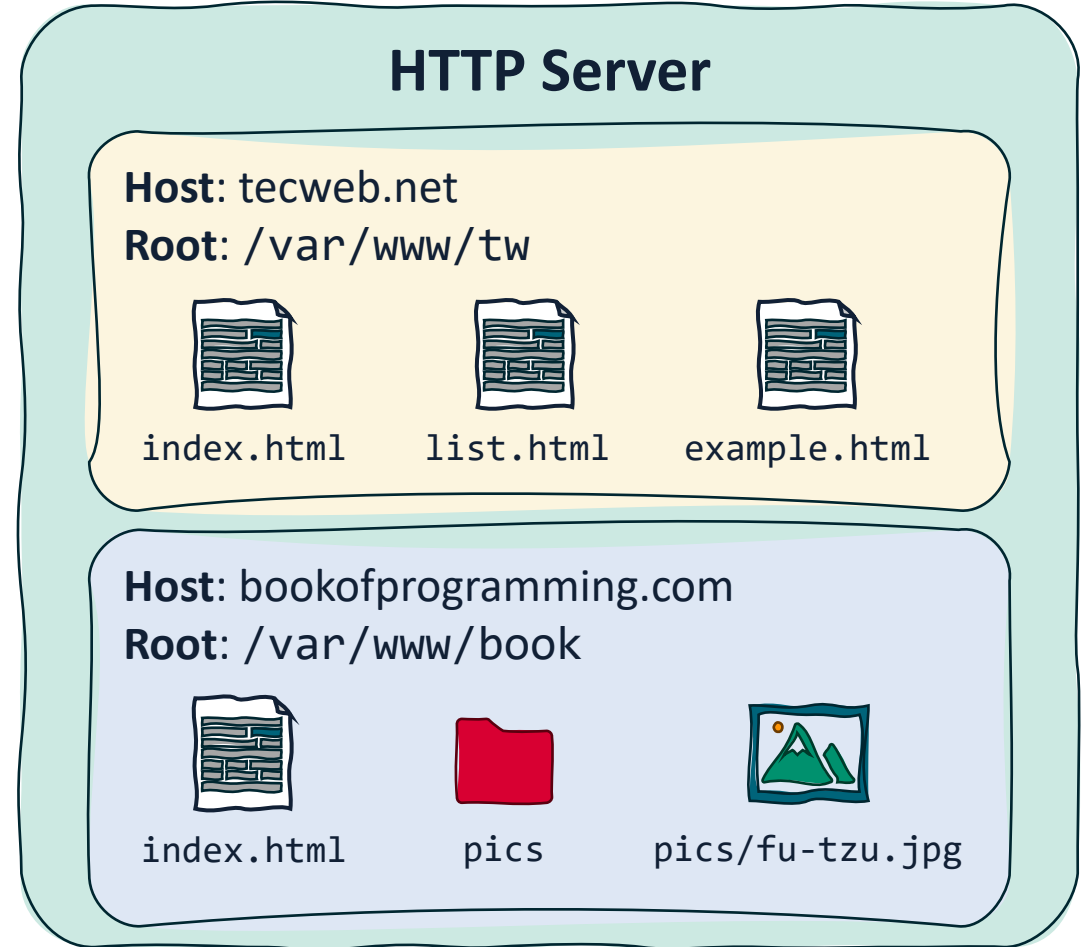 HTTP Server
Host: tecweb.net
Root: /var/www/tw
index.html list.html example.html
Host: bookofprogramming.com
Root: /var/www/book
index.html pics pics/fu-tzu.jpg